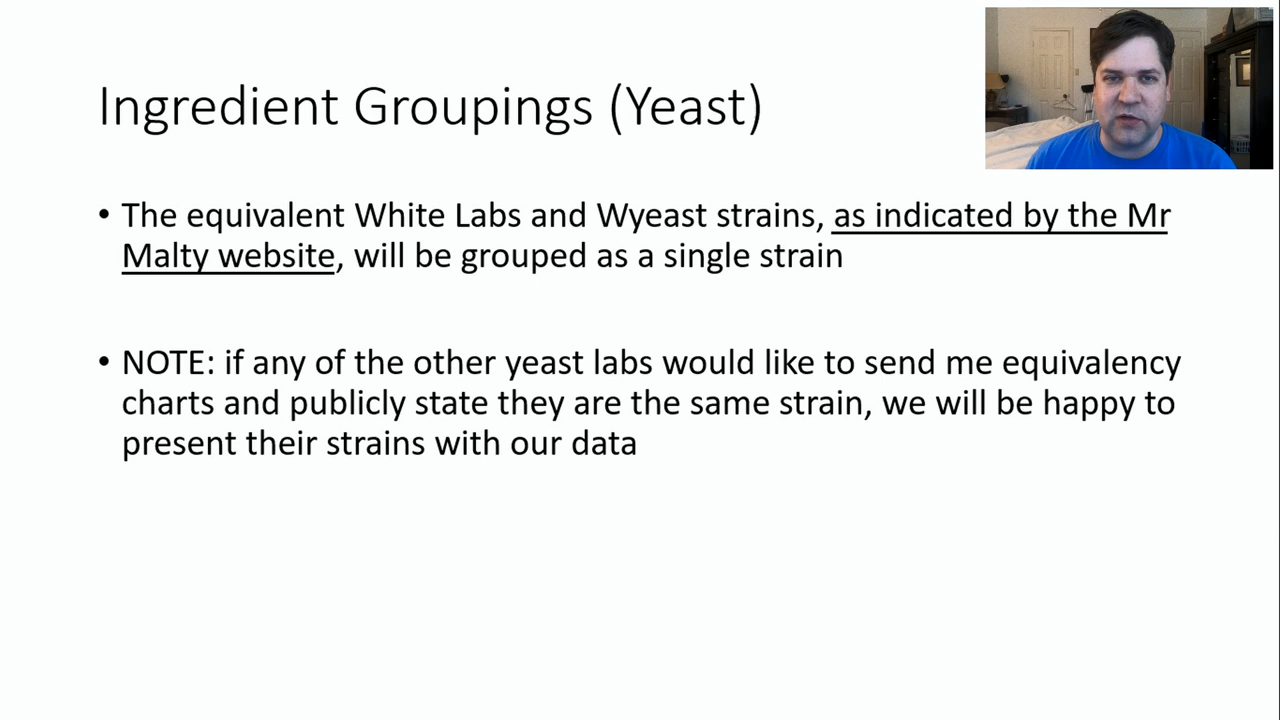 Ingredient Groupings (Yeast)
• The equivalent White Labs and Wyeast strains, as indicated by the Mr
Malty website, will be grouped as a single strain
• NOTE: if any of the other yeast labs would like to send me equivalency
charts and publicly state they are the same strain, we will be happy to
present their strains with our data